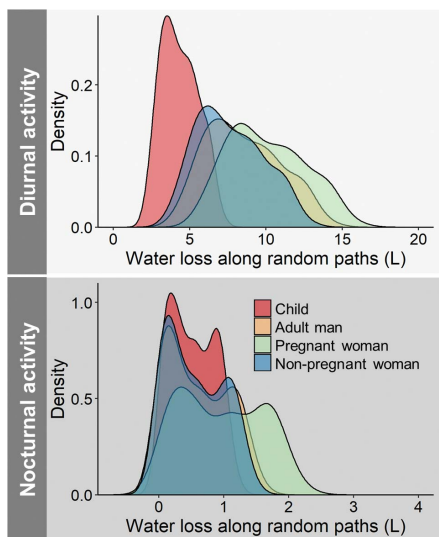 Diurnal activity
Density
0.2
0.1
0.0
0 5 10 15 20
Water loss along random paths (L)
Nocturnal activity
Density
1.0
0.5
0.0
Child
Adult man
Pregnant woman
Non-pregnant woman
0 1 2 3 4
Water loss along random paths (L)